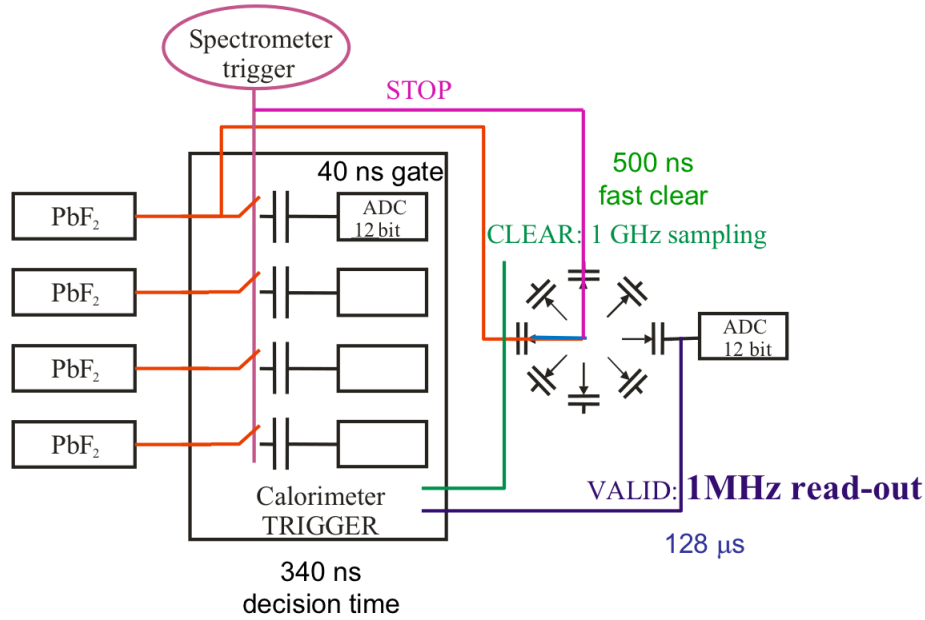 Spectrometer
trigger
STOP
40 ns gate
500 ns
fast clear
PbF₂
ADC
12 bit
CLEAR: 1 GHz sampling
PbF₂
ADC
12 bit
PbF₂
PbF₂
Calorimeter
TRIGGER
VALID: 1MHz read-out
128 µs
340 ns
decision time